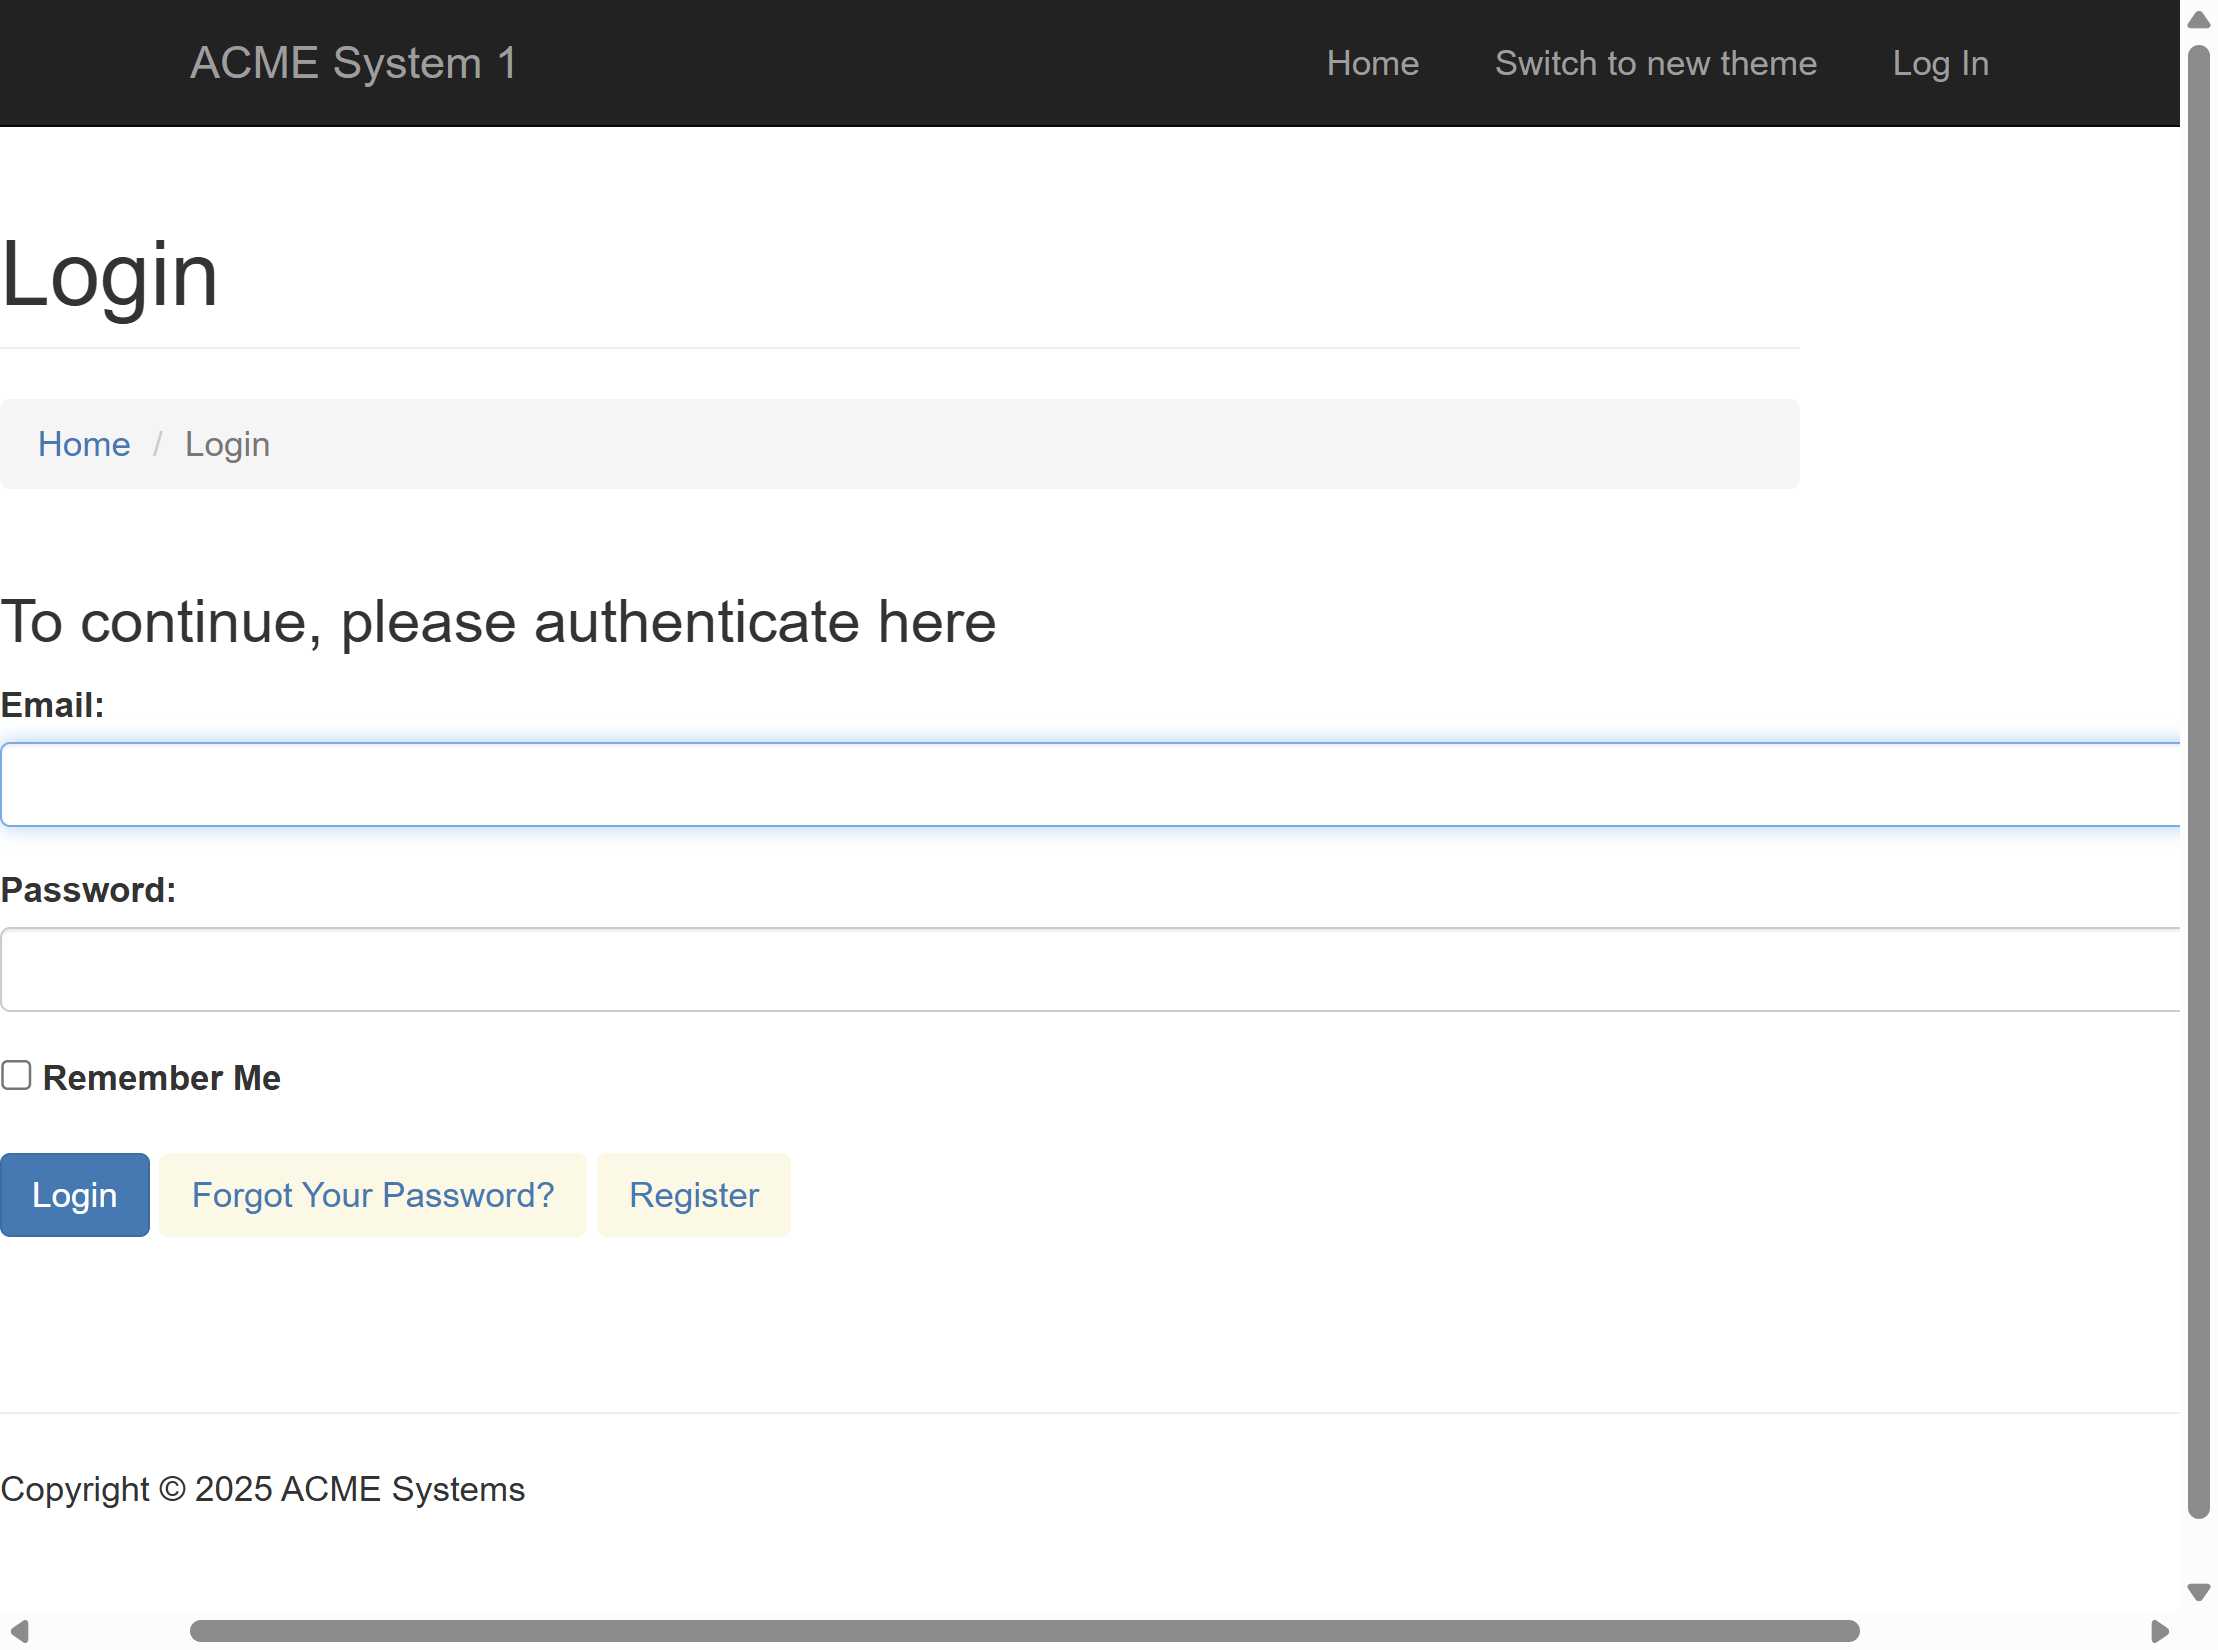 ACME System 1
Home
Switch to new theme
Log In
Login
Home / Login
To continue, please authenticate here
Email:
Password:
Remember Me
Login
Forgot Your Password?
Register
Copyright © 2025 ACME Systems